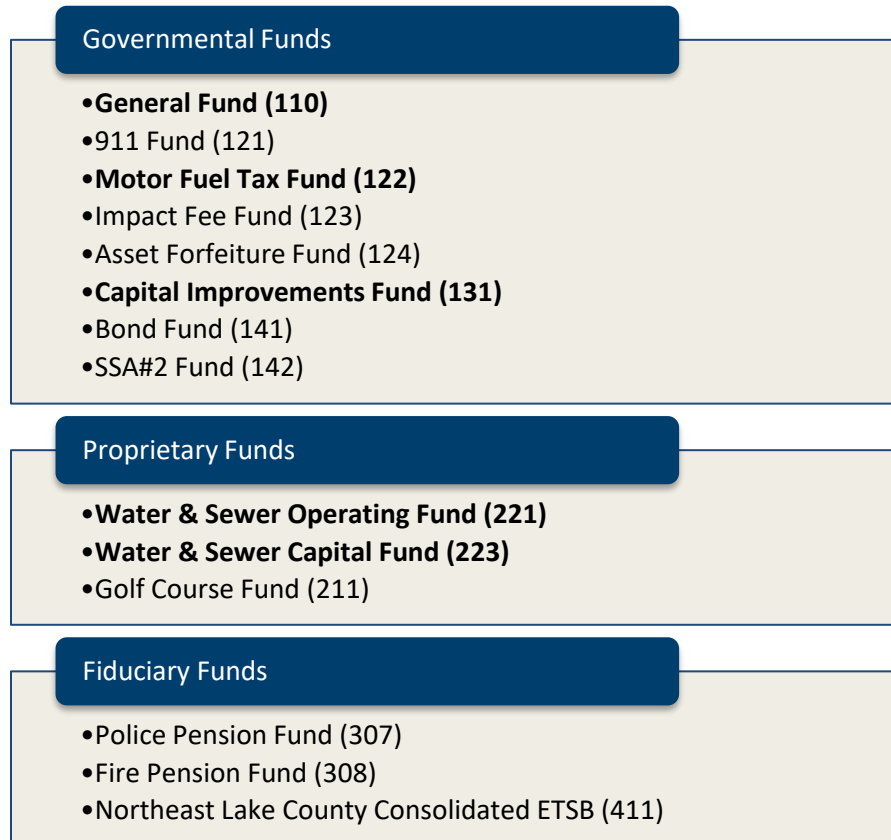 Governmental Funds
•General Fund (110)
•911 Fund (121)
•Motor Fuel Tax Fund (122)
•Impact Fee Fund (123)
•Asset Forfeiture Fund (124)
•Capital Improvements Fund (131)
•Bond Fund (141)
•SSA#2 Fund (142)
Proprietary Funds
•Water & Sewer Operating Fund (221)
•Water & Sewer Capital Fund (223)
•Golf Course Fund (211)
Fiduciary Funds
•Police Pension Fund (307)
•Fire Pension Fund (308)
•Northeast Lake County Consolidated ETSB (411)